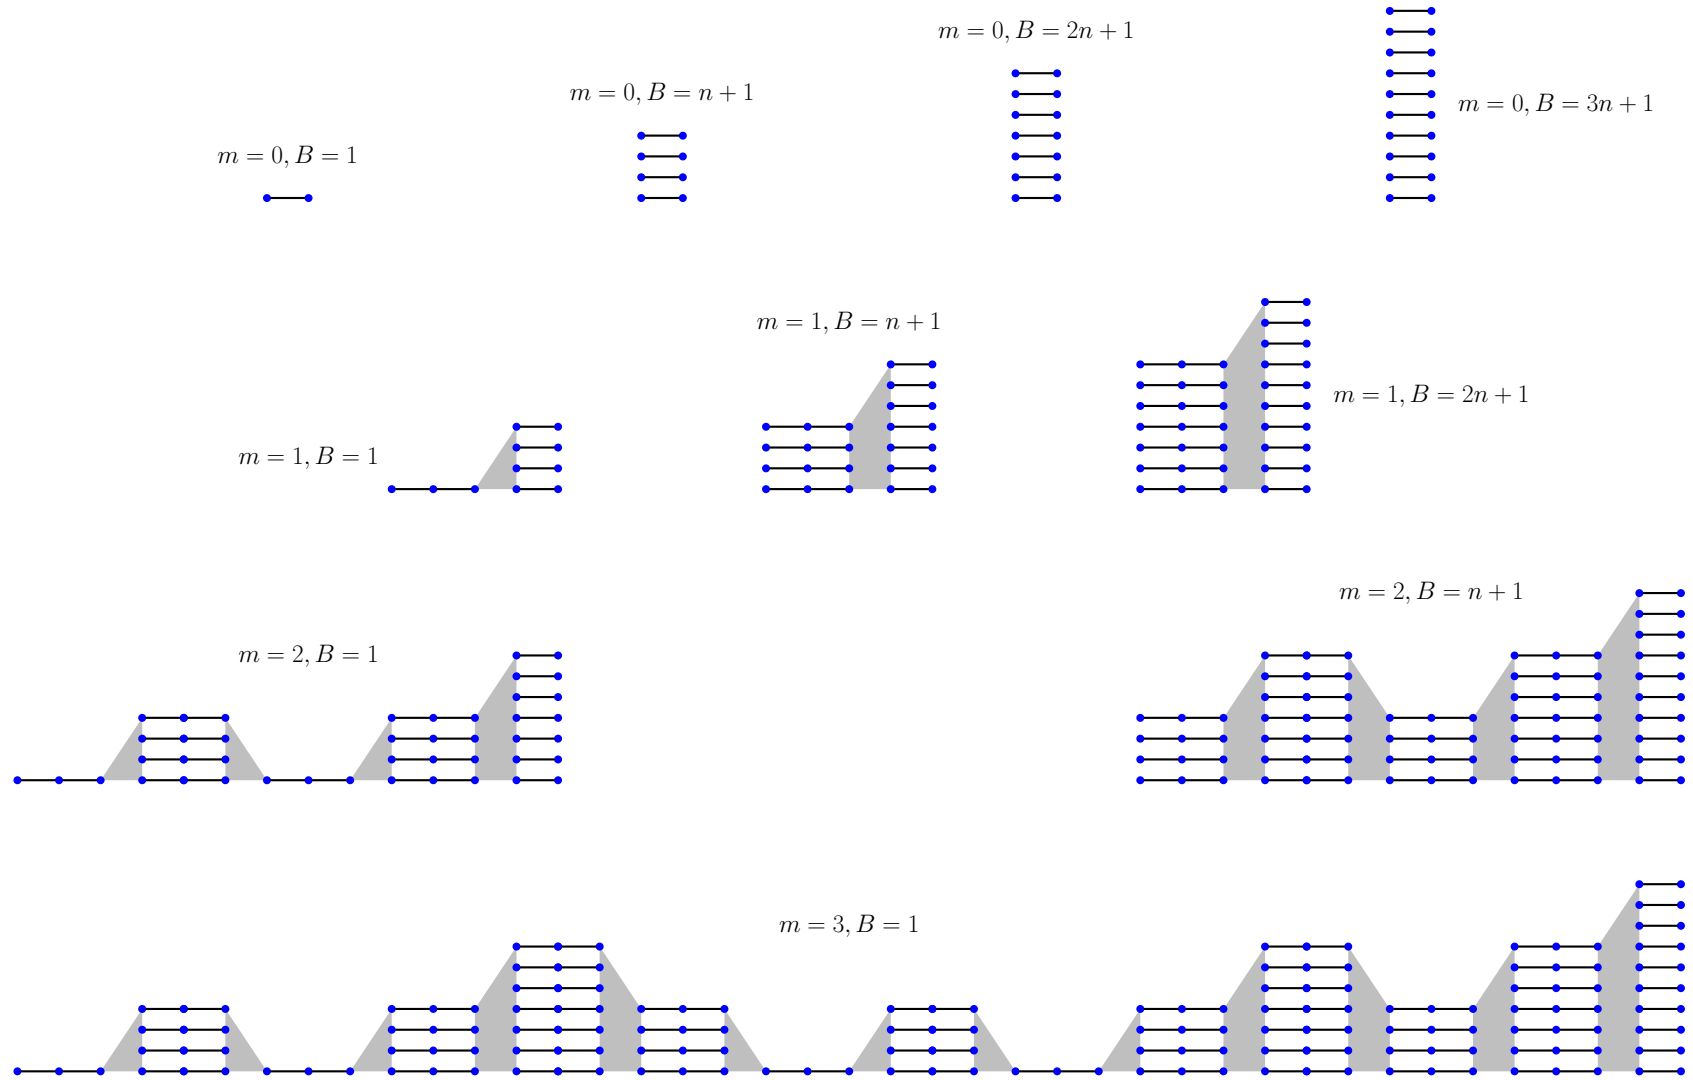 $m = 0, B = 1$
$m = 0, B = n + 1$
$m = 0, B = 2n + 1$
$m = 0, B = 3n + 1$
$m = 1, B = 1$
$m = 1, B = n + 1$
$m = 1, B = 2n + 1$
$m = 2, B = 1$
$m = 2, B = n + 1$
$m = 3, B = 1$